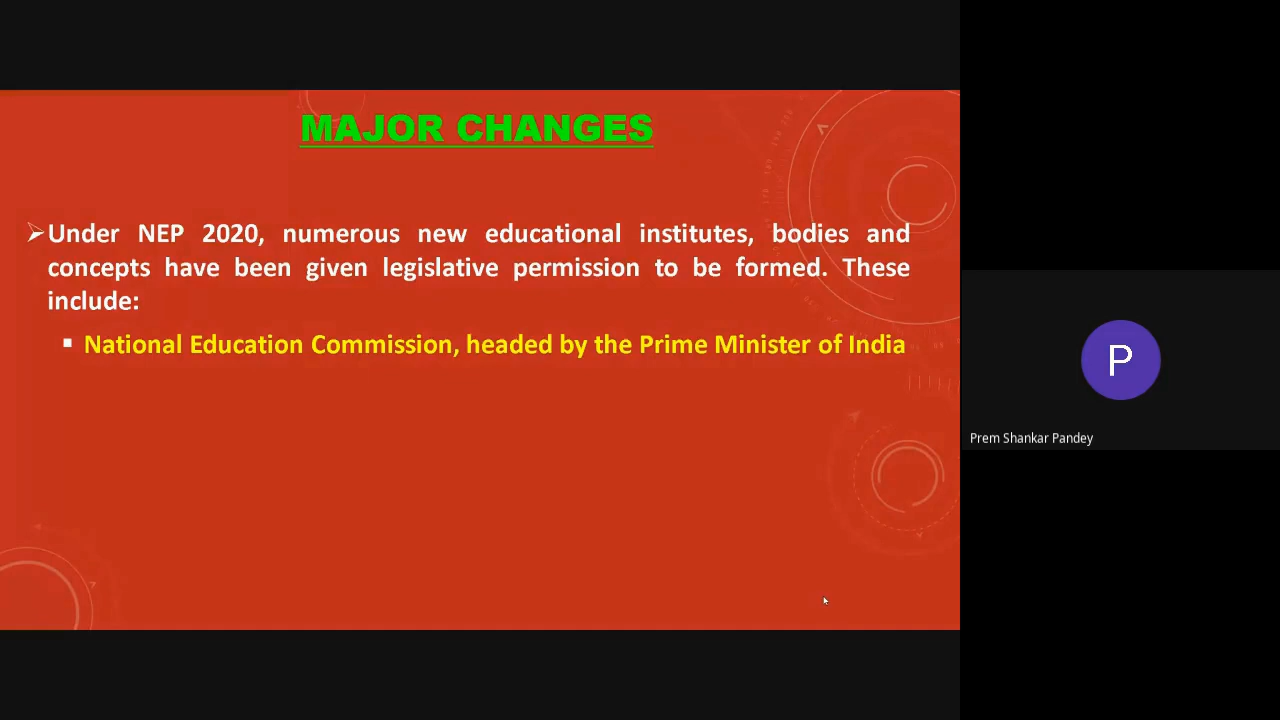 MAJOR CHANGES
➢Under NEP 2020, numerous new educational institutes, bodies and
concepts have been given legislative permission to be formed. These
include:
▪ National Education Commission, headed by the Prime Minister of India
P
Prem Shankar Pandey